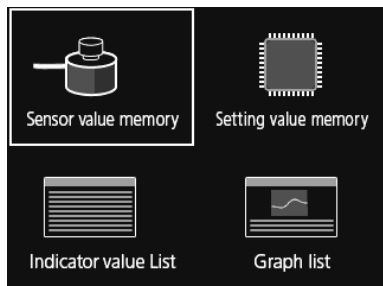 Sensor value memory
Setting value memory
Indicator value List
Graph list